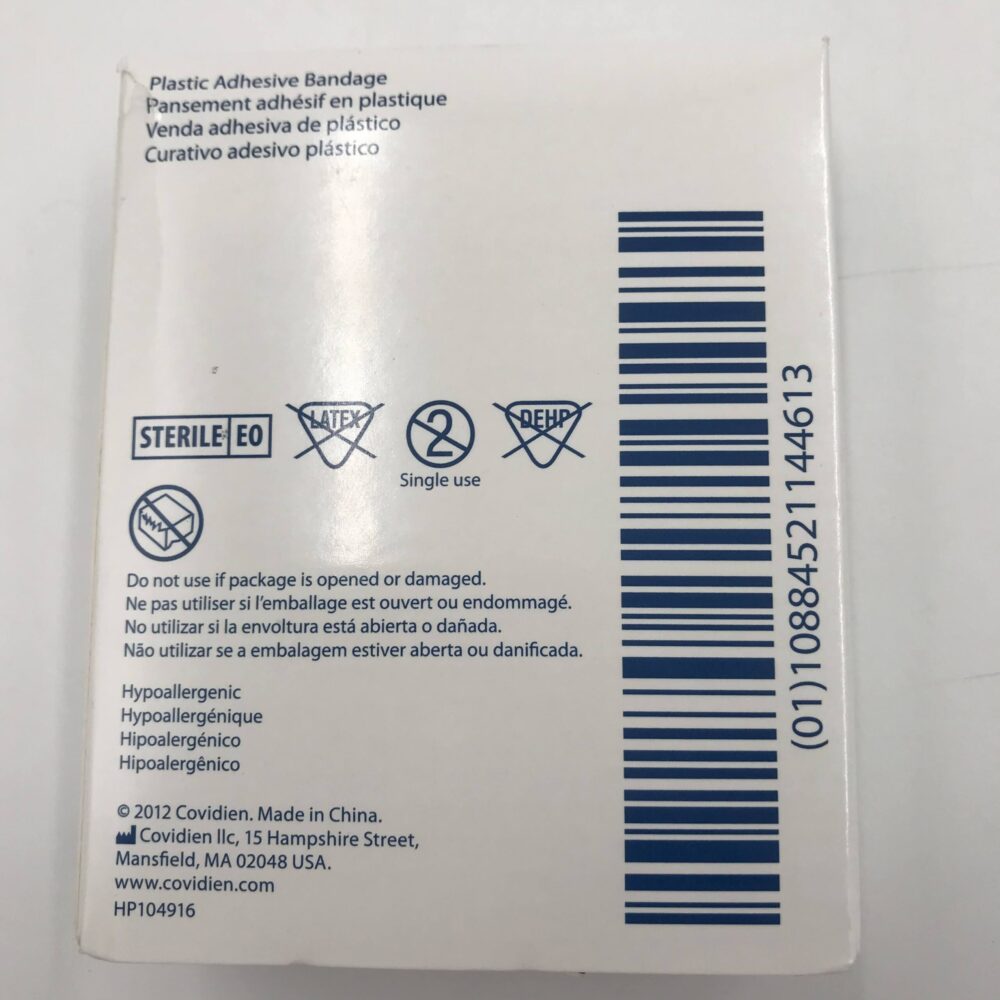 Plastic Adhesive Bandage
Pansement adhésif en plastique
Venda adhesiva de plástico
Curativo adesivo plástico
STERILE EO
LATEX
2
DEHP
Single use
Do not use if package is opened or damaged.
Ne pas utiliser si l'emballage est ouvert ou endommagé.
No utilizar si la envoltura está abierta o dañada.
Não utilizar se a embalagem estiver aberta ou danificada.
Hypoallergenic
Hypoallergénique
Hipoalergénico
Hipoalergênico
© 2012 Covidien. Made in China.
Covidien llc, 15 Hampshire Street,
Mansfield, MA 02048 USA.
www.covidien.com
HP104916
(01)10884521144613